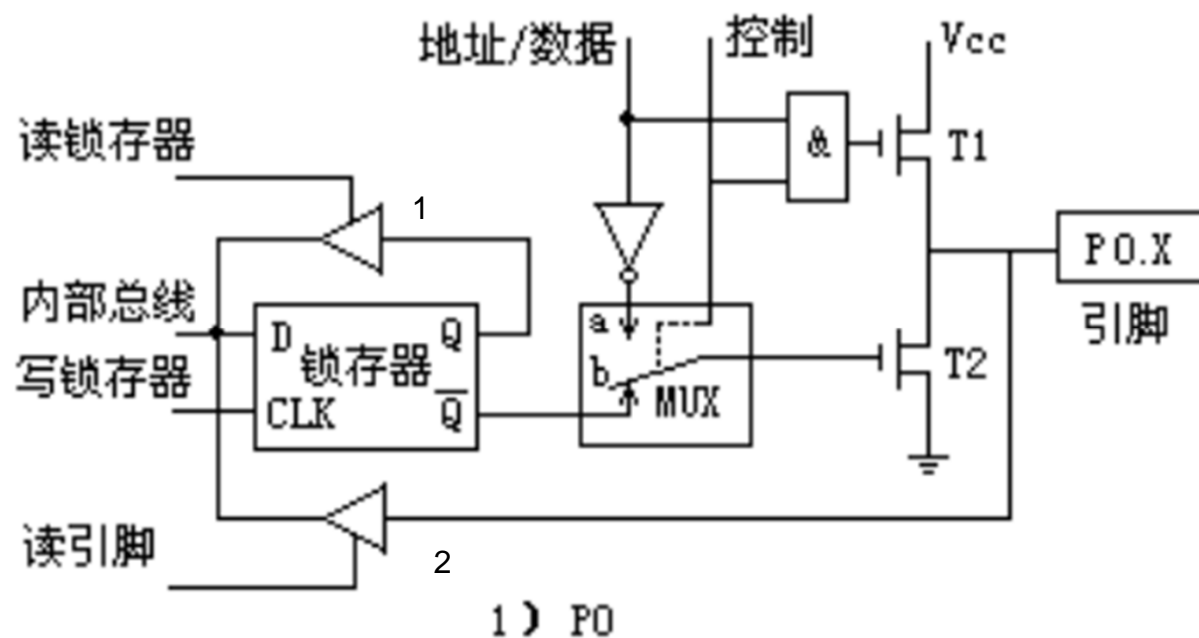 地址/数据
控制
Vcc
读锁存器
&
T1
1
P0.X
引脚
内部总线
D
锁存器
Q
写锁存器
CLK
Q̅
a
b
MUX
T2
读引脚
2
1) P0